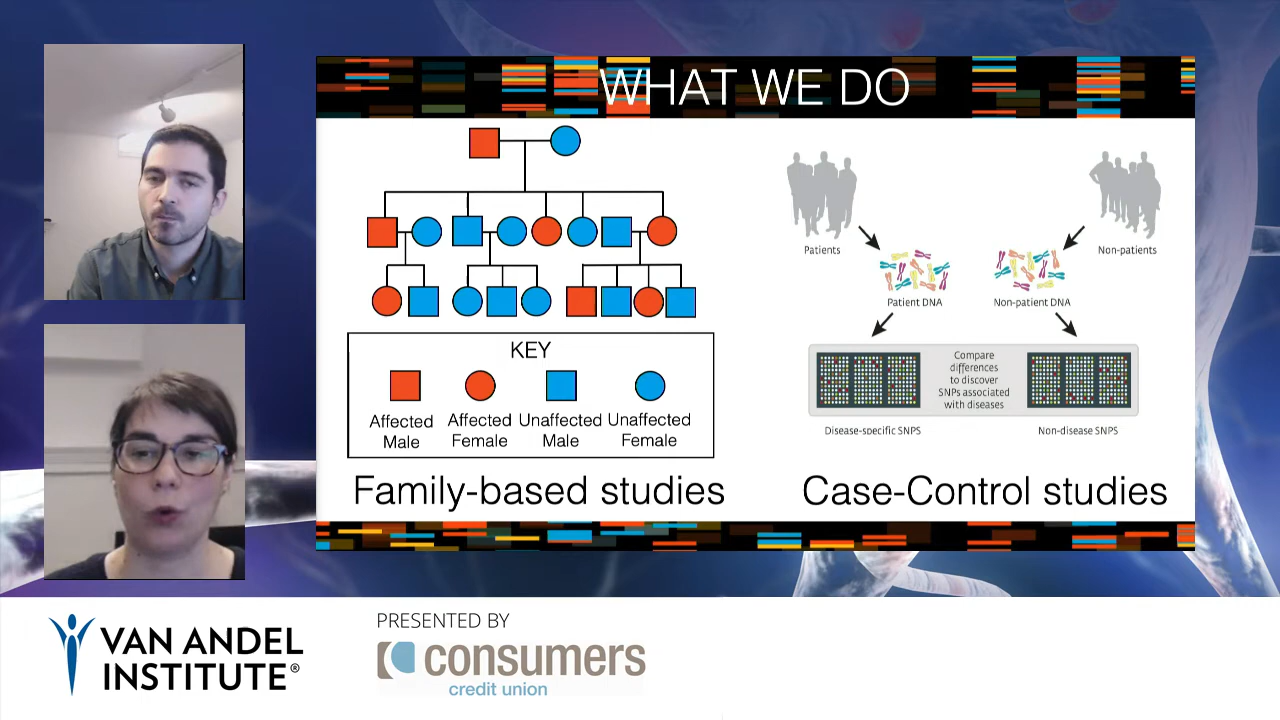 WHAT WE DO
KEY
Affected Male
Affected Female
Unaffected Male
Unaffected Female
Family-based studies
Patients
Non-patients
Patient DNA
Non-patient DNA
Compare
differences
to discover
SNPs associated
with diseases
Disease-specific SNPS
Non-disease SNPS
Case-Control studies
VAN ANDEL
INSTITUTE®
PRESENTED BY
consumers
credit union